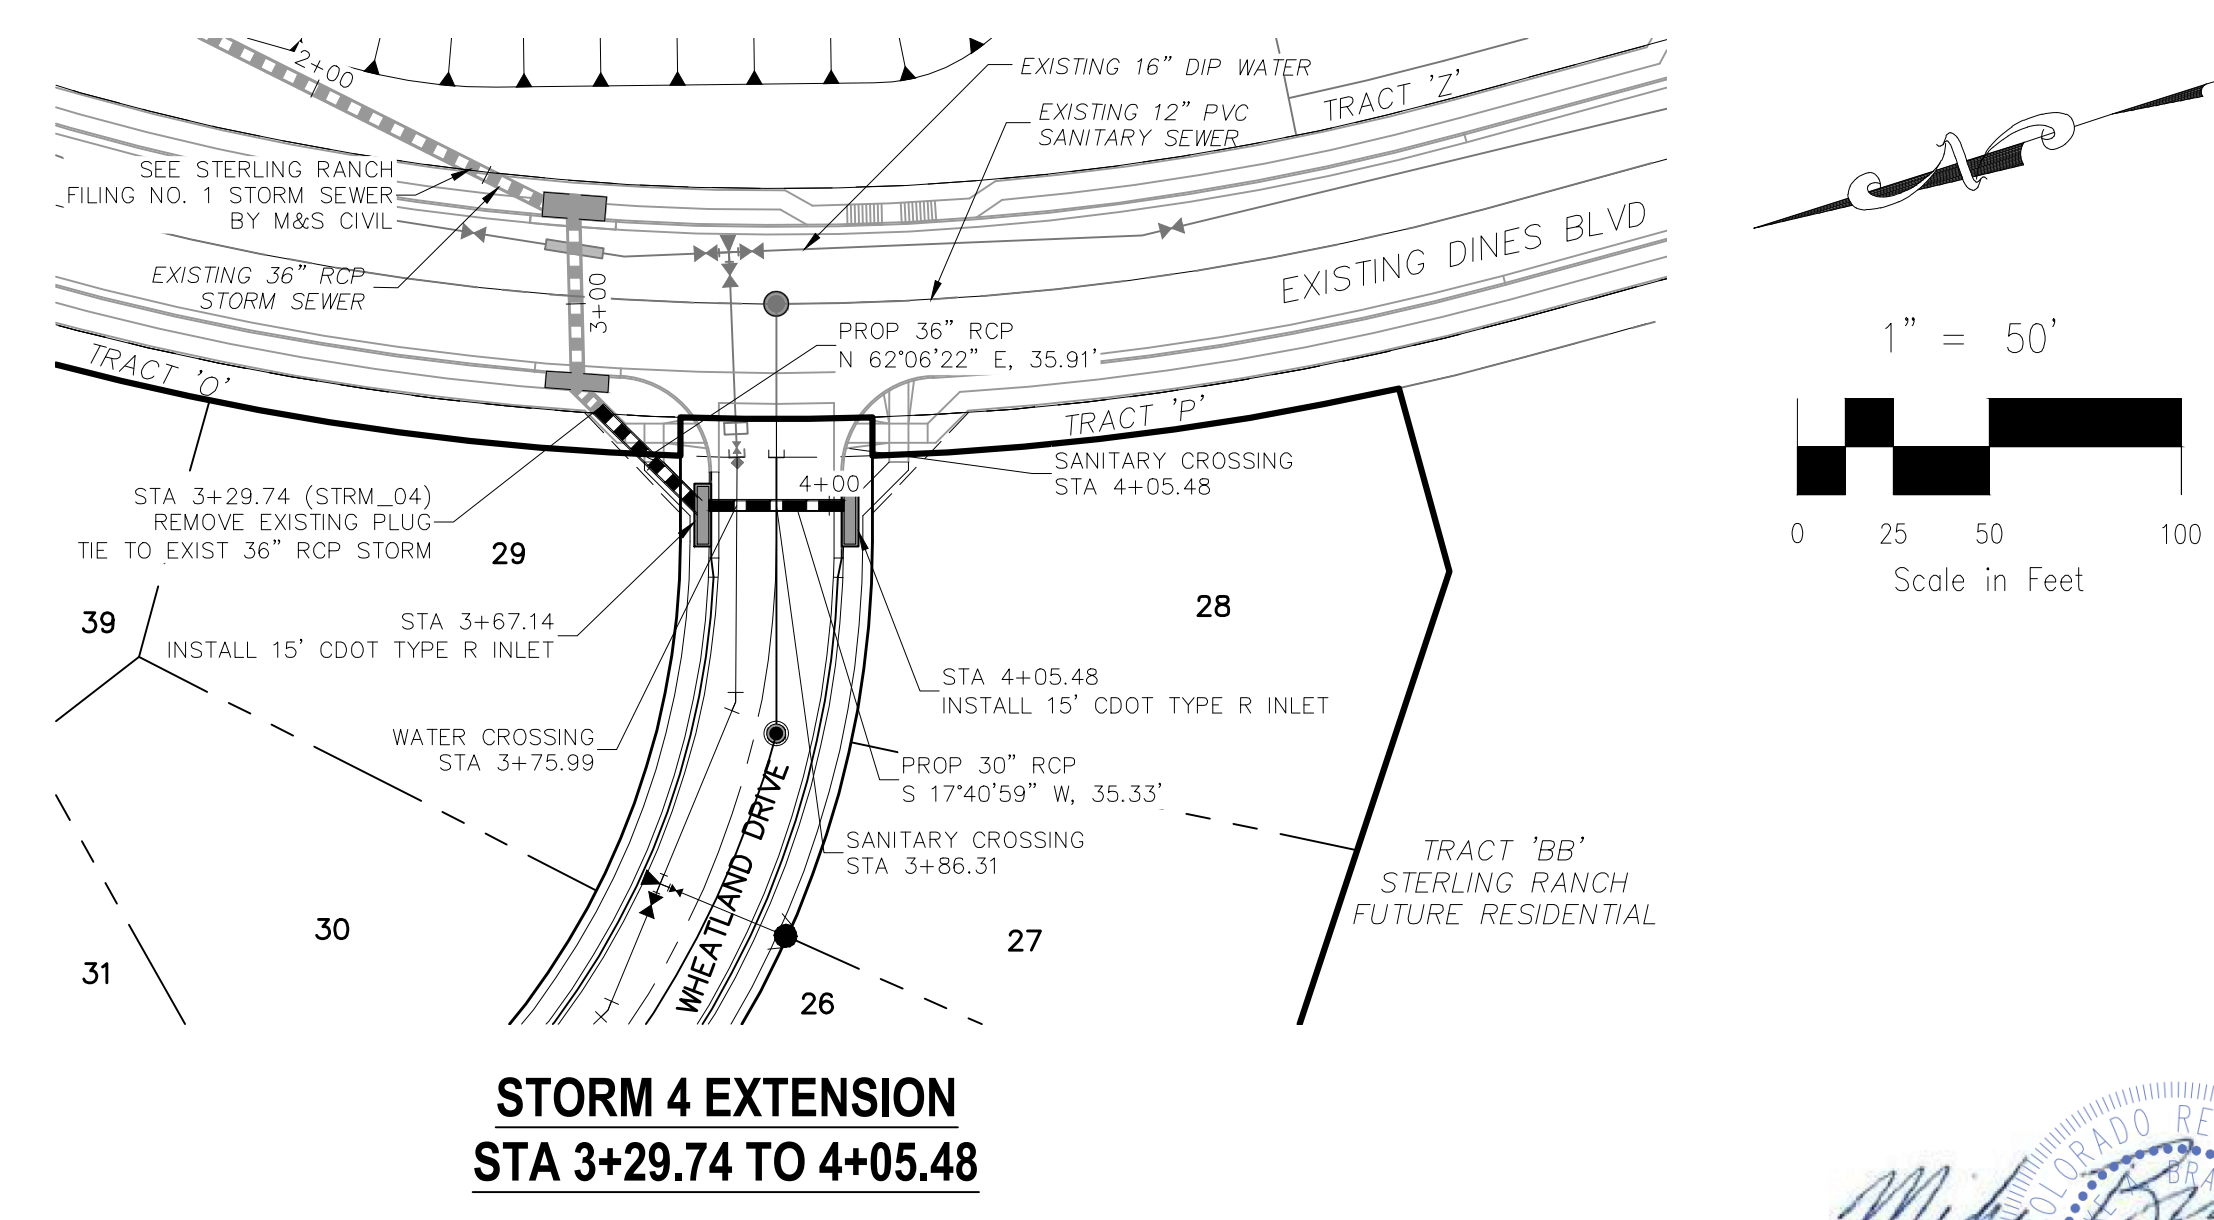 2+00
EXISTING 16" DIP WATER
EXISTING 12" PVC
SANITARY SEWER
TRACT 'Z'
SEE STERLING RANCH
FILING NO. 1 STORM SEWER
BY M&S CIVIL
EXISTING 36" RCP
STORM SEWER
3+00
EXISTING DINES BLVD
PROP 36" RCP
N 62°06'22" E, 35.91'
TRACT 'O'
TRACT 'P'
N
1" = 50'
0 25 50 100
Scale in Feet
SANITARY CROSSING
STA 4+05.48
4+00
STA 3+29.74 (STRM_04)
REMOVE EXISTING PLUG
TIE TO EXIST 36" RCP STORM
29
39
28
STA 3+67.14
INSTALL 15' CDOT TYPE R INLET
STA 4+05.48
INSTALL 15' CDOT TYPE R INLET
WATER CROSSING
STA 3+75.99
PROP 30" RCP
S 17°40'59" W, 35.33'
SANITARY CROSSING
STA 3+86.31
WHEATLAND DRIVE
TRACT 'BB'
STERLING RANCH
FUTURE RESIDENTIAL
30
31
27
26
STORM 4 EXTENSION
STA 3+29.74 TO 4+05.48